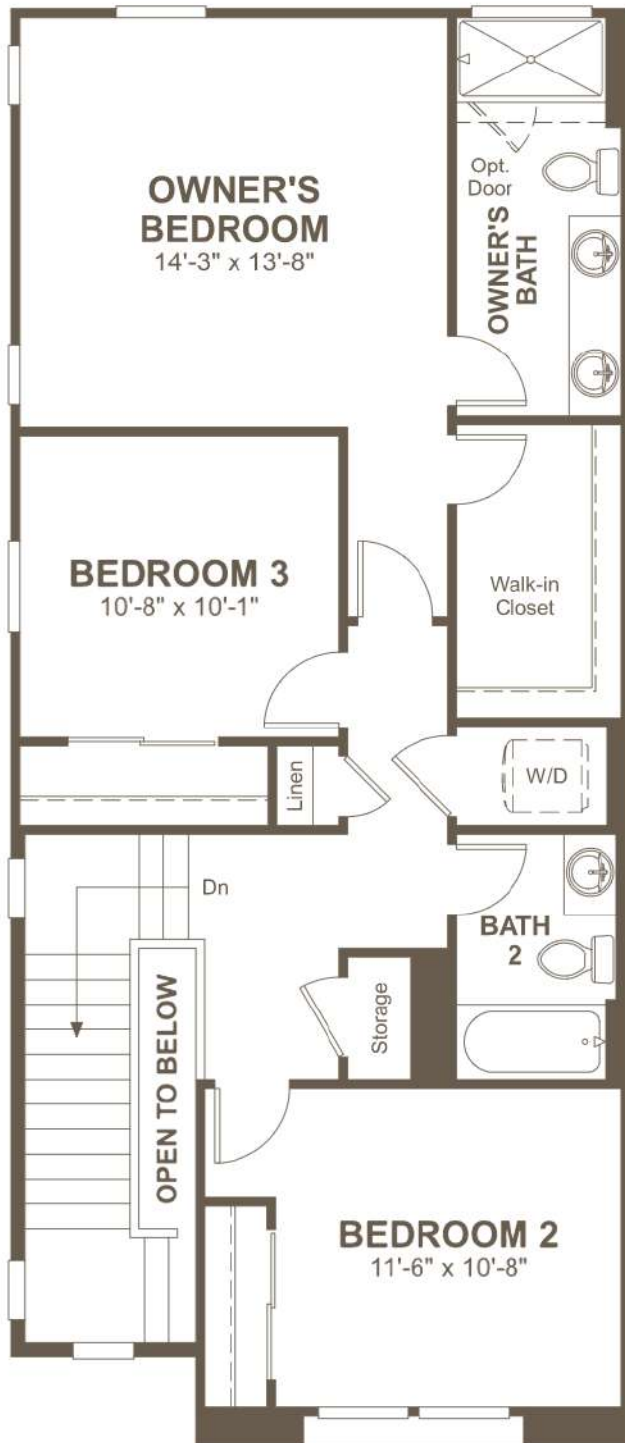 OWNER'S
BEDROOM
14'-3" x 13'-8"
Opt.
Door
OWNER'S
BATH
BEDROOM 3
10'-8" x 10'-1"
Walk-in
Closet
Linen
W/D
Dn
BATH
2
Storage
OPEN TO BELOW
BEDROOM 2
11'-6" x 10'-8"